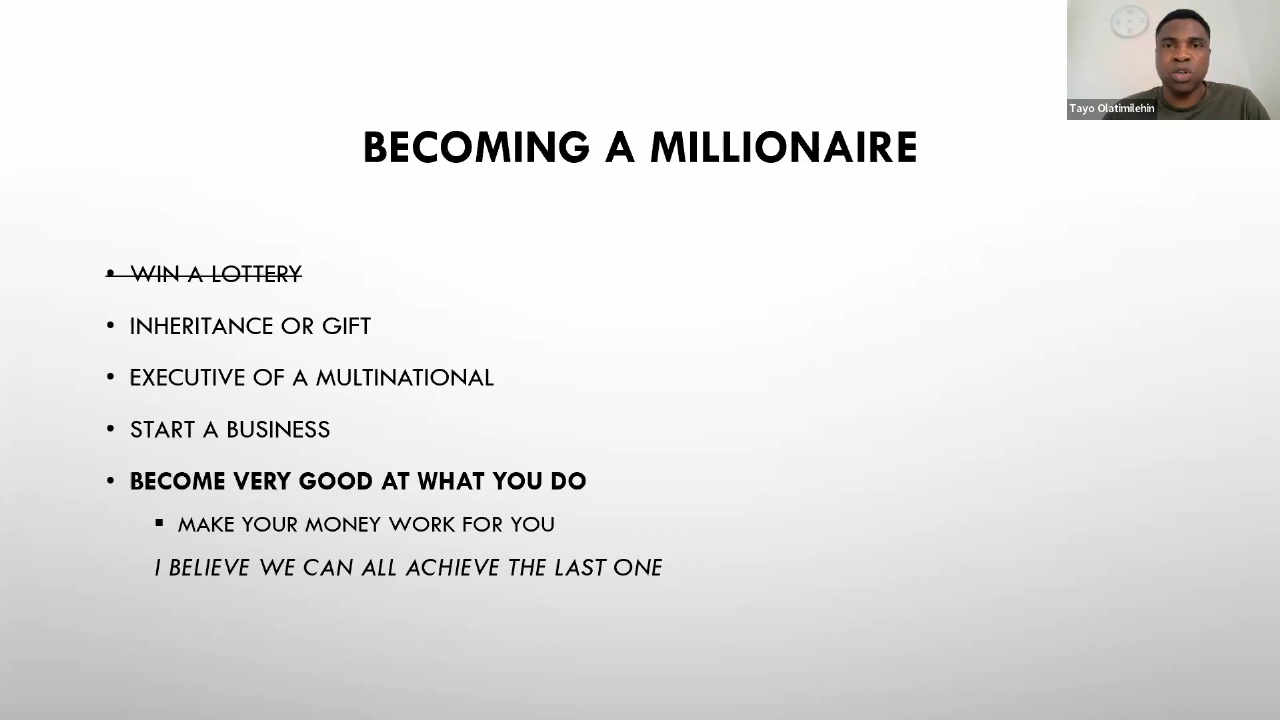 Tayo Olatimilehin
BECOMING A MILLIONAIRE
• WIN A LOTTERY
• INHERITANCE OR GIFT
• EXECUTIVE OF A MULTINATIONAL
• START A BUSINESS
• BECOME VERY GOOD AT WHAT YOU DO
▪ MAKE YOUR MONEY WORK FOR YOU
I BELIEVE WE CAN ALL ACHIEVE THE LAST ONE